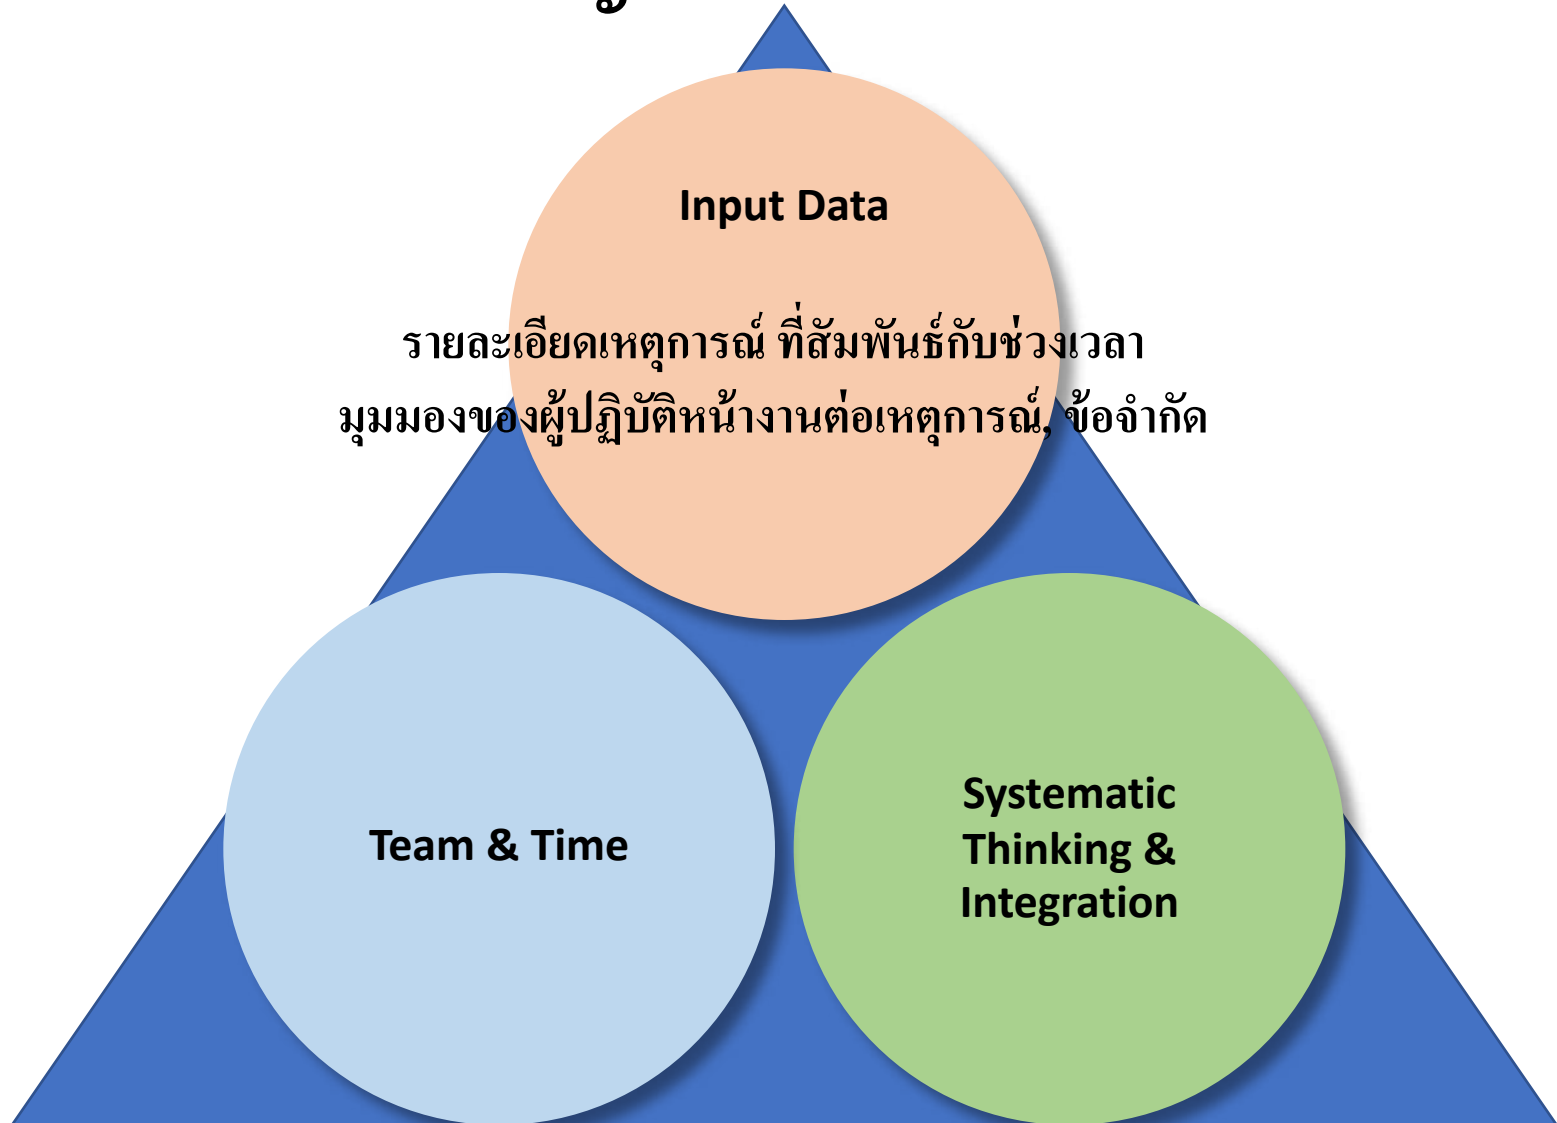 Input Data
รายละเอียดเหตุการณ์ ที่สัมพันธ์กับช่วงเวลา
มุมมองของผู้ปฏิบัติหน้างานต่อเหตุการณ์, ข้อจำกัด
Team & Time
Systematic
Thinking &
Integration